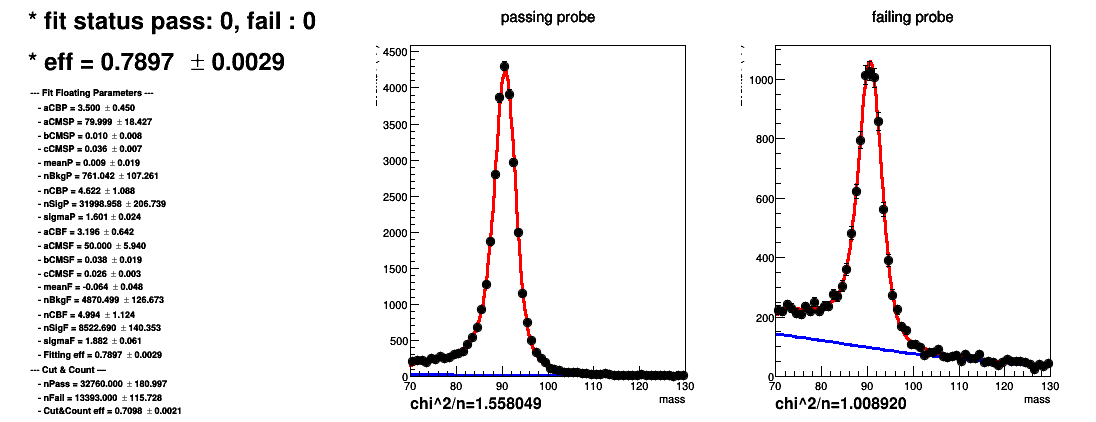 * fit status pass: 0, fail : 0
* eff = 0.7897 ± 0.0029
--- Fit Floating Parameters ---
- aCBP = 3.500 ± 0.450
- aCMSP = 79.999 ± 18.427
- bCMSP = 0.010 ± 0.008
- cCMSP = 0.036 ± 0.007
- meanP = 0.009 ± 0.019
- nBkgP = 761.042 ± 107.261
- nCBP = 4.622 ± 1.088
- nSigP = 31998.958 ± 206.739
- sigmaP = 1.601 ± 0.024
- aCBF = 3.196 ± 0.642
- aCMSF = 50.000 ± 5.940
- bCMSF = 0.038 ± 0.019
- cCMSF = 0.026 ± 0.003
- meanF = -0.064 ± 0.048
- nBkgF = 4870.499 ± 126.673
- nCBF = 4.994 ± 1.124
- nSigF = 8522.690 ± 140.353
- sigmaF = 1.882 ± 0.061
- Fitting eff = 0.7897 ± 0.0029
--- Cut & Count ---
- nPass = 32760.000 ± 180.997
- nFail = 13393.000 ± 115.728
- Cut&Count eff = 0.7098 ± 0.0021
passing probe
4500
4000
3500
3000
2500
2000
1500
1000
500
0
70 80 90 100 110 120 130
mass
chi^2/n=1.558049
failing probe
1000
800
600
400
200
0
70 80 90 100 110 120 130
mass
chi^2/n=1.008920